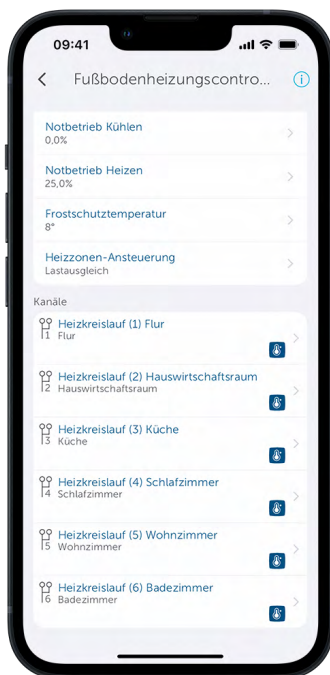 09:41
Fußbodenheizungscontro...
Notbetrieb Kühlen
0,0%
Notbetrieb Heizen
25,0%
Frostschutztemperatur
8°
Heizzonen-Ansteuerung
Lastausgleich
Kanäle
1
Heizkreislauf (1) Flur
Flur
2
Heizkreislauf (2) Hauswirtschaftsraum
Hauswirtschaftsraum
3
Heizkreislauf (3) Küche
Küche
4
Heizkreislauf (4) Schlafzimmer
Schlafzimmer
5
Heizkreislauf (5) Wohnzimmer
Wohnzimmer
6
Heizkreislauf (6) Badezimmer
Badezimmer